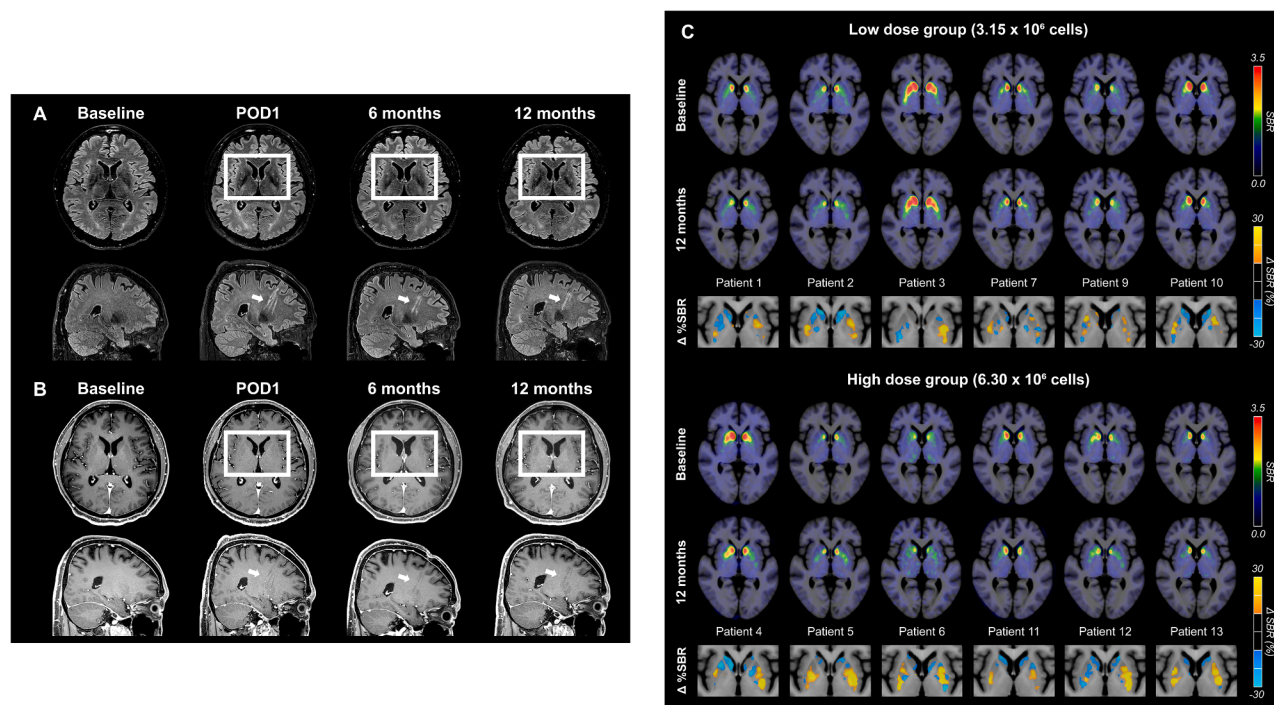 A
Baseline
POD1
6 months
12 months
B
Baseline
POD1
6 months
12 months
C
Low dose group (3.15 x 10⁶ cells)
Baseline
3.5
SBR
0.0
12 months
Patient 1
Patient 2
Patient 3
Patient 7
Patient 9
Patient 10
Δ %SBR
30
Δ SBR (%)
-30
High dose group (6.30 x 10⁶ cells)
Baseline
3.5
SBR
0.0
12 months
Patient 4
Patient 5
Patient 6
Patient 11
Patient 12
Patient 13
Δ %SBR
30
Δ SBR (%)
-30